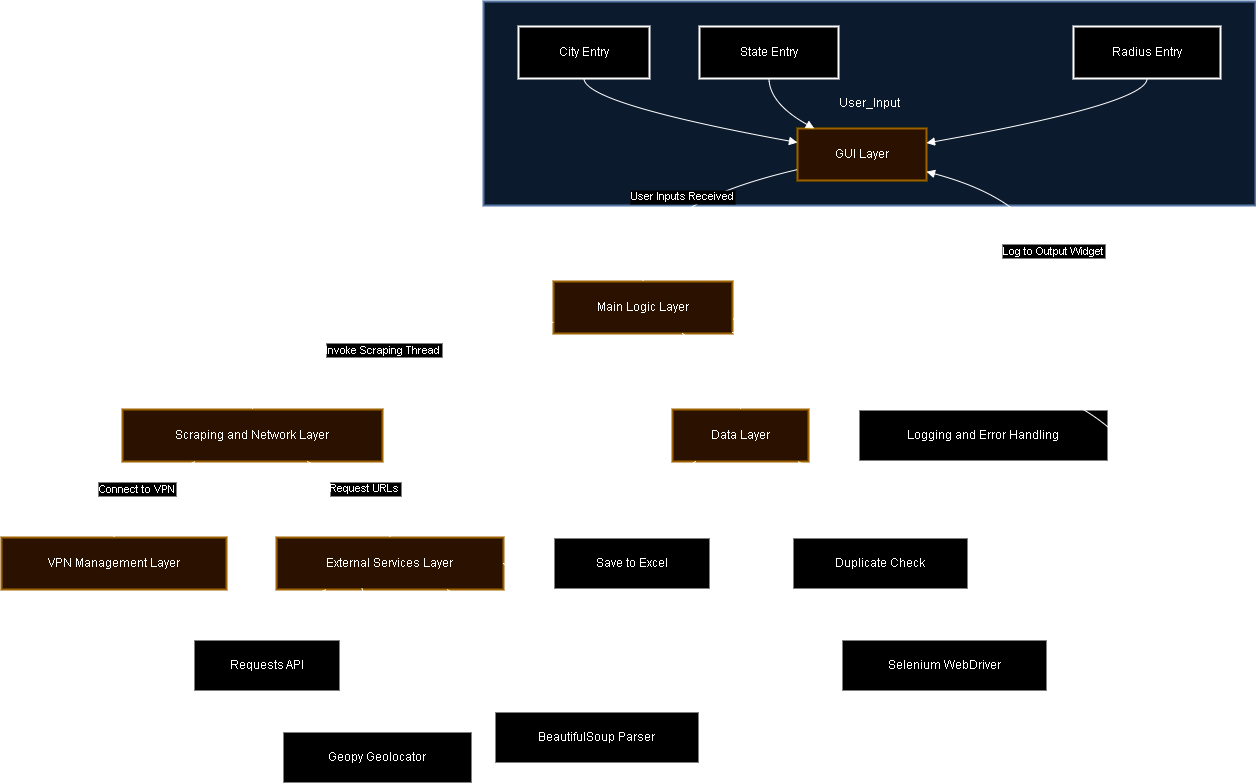 City Entry
State Entry
Radius Entry
User_Input
GUI Layer
User Inputs Received
Log to Output Widget
Main Logic Layer
nvoke Scraping Thread
Scraping and Network Layer
Data Layer
Logging and Error Handling
Connect to VPN
Request URLs
VPN Management Layer
External Services Layer
Save to Excel
Duplicate Check
Requests API
Selenium WebDriver
BeautifulSoup Parser
Geopy Geolocator